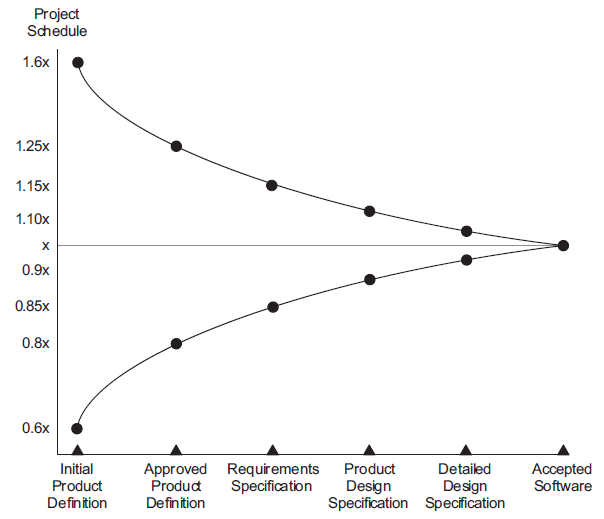 Project
Schedule
1.6x
1.25x
1.15x
1.10x
x
0.9x
0.85x
0.8x
0.6x
Initial
Product
Definition
Approved
Product
Definition
Requirements
Specification
Product
Design
Specification
Detailed
Design
Specification
Accepted
Software